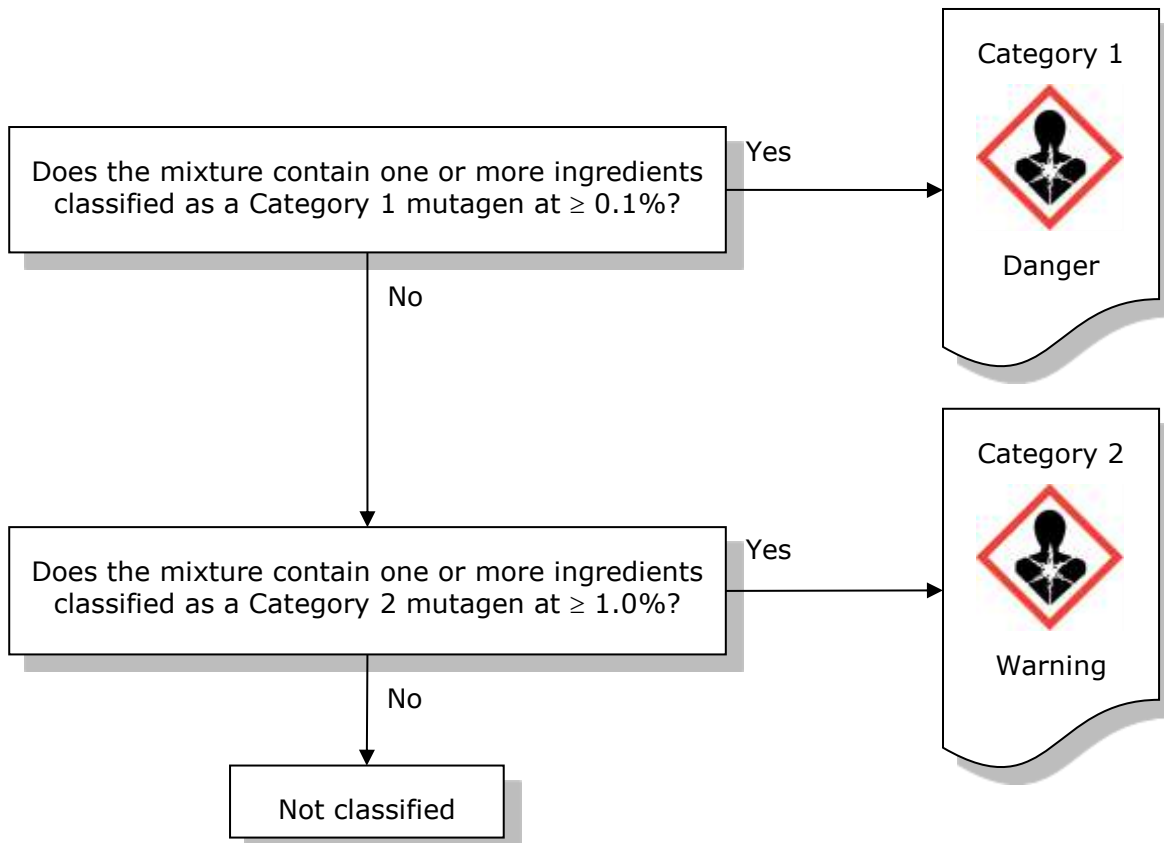 Category 1
Does the mixture contain one or more ingredients
classified as a Category 1 mutagen at ≥ 0.1%?
Yes
Danger
No
Category 2
Does the mixture contain one or more ingredients
classified as a Category 2 mutagen at ≥ 1.0%?
Yes
Warning
No
Not classified